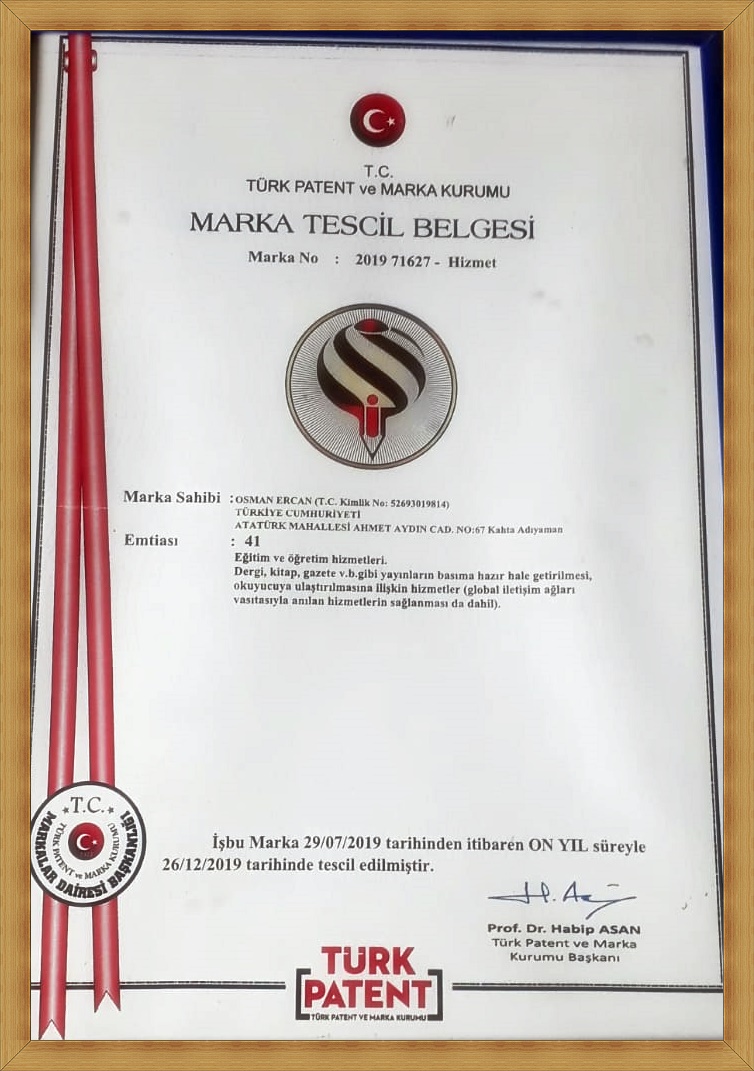 T.C.
TÜRK PATENT ve MARKA KURUMU
MARKA TESCİL BELGESİ
Marka No : 2019 71627 - Hizmet
Marka Sahibi : OSMAN ERCAN (T.C. Kimlik No: 52693019814)
TÜRKİYE CUMHURİYETİ
ATATÜRK MAHALLESİ AHMET AYDIN CAD. NO:67 Kahta Adıyaman
Emtiası : 41
Eğitim ve öğretim hizmetleri.
Dergi, kitap, gazete v.b.gibi yayınların basıma hazır hale getirilmesi,
okuyucuya ulaştırılmasına ilişkin hizmetler (global iletişim ağları
vasıtasıyla anılan hizmetlerin sağlanması da dahil).
T.C.
TÜRK PATENT ve MARKA KURUMU
MARKALAR DAİRESİ BAŞKANLIĞI
İşbu Marka 29/07/2019 tarihinden itibaren ON YIL süreyle
26/12/2019 tarihinde tescil edilmiştir.
Prof. Dr. Habip ASAN
Türk Patent ve Marka
Kurumu Başkanı
TÜRK
PATENT
TÜRK PATENT VE MARKA KURUMU